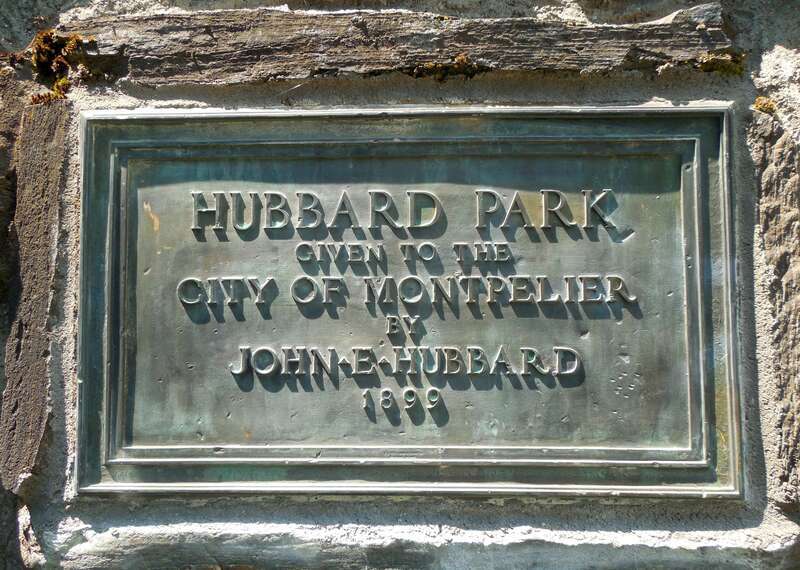 HUBBARD PARK
GIVEN TO THE
CITY OF MONTPELIER
BY
JOHN·E·HUBBARD
1899